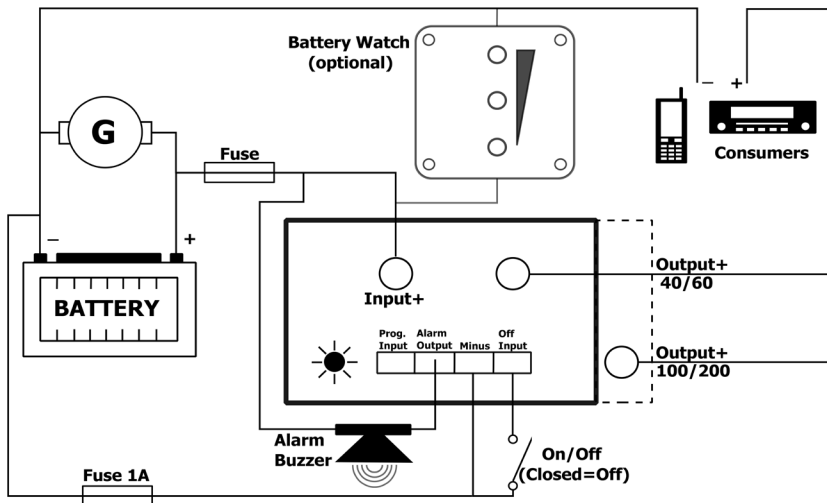 Battery Watch
(optional)
G
Fuse
– +
Consumers
– +
BATTERY
Input+
Output+
40/60
Prog.
Input
Alarm
Output
Minus
Off
Input
Output+
100/200
Alarm
Buzzer
On/Off
(Closed=Off)
Fuse 1A